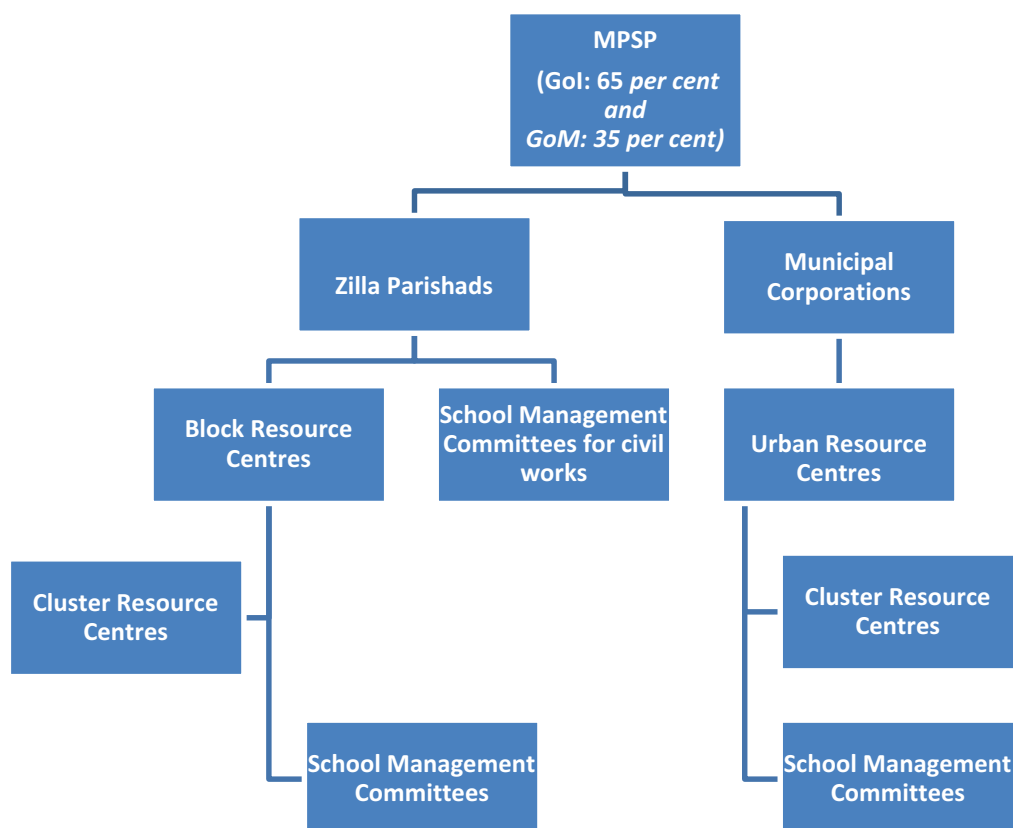 MPSP
(GoI: 65 per cent
and
GoM: 35 per cent)
Zilla Parishads
Municipal
Corporations
Block Resource
Centres
School Management
Committees for civil
works
Urban Resource
Centres
Cluster Resource
Centres
Cluster Resource
Centres
School Management
Committees
School Management
Committees